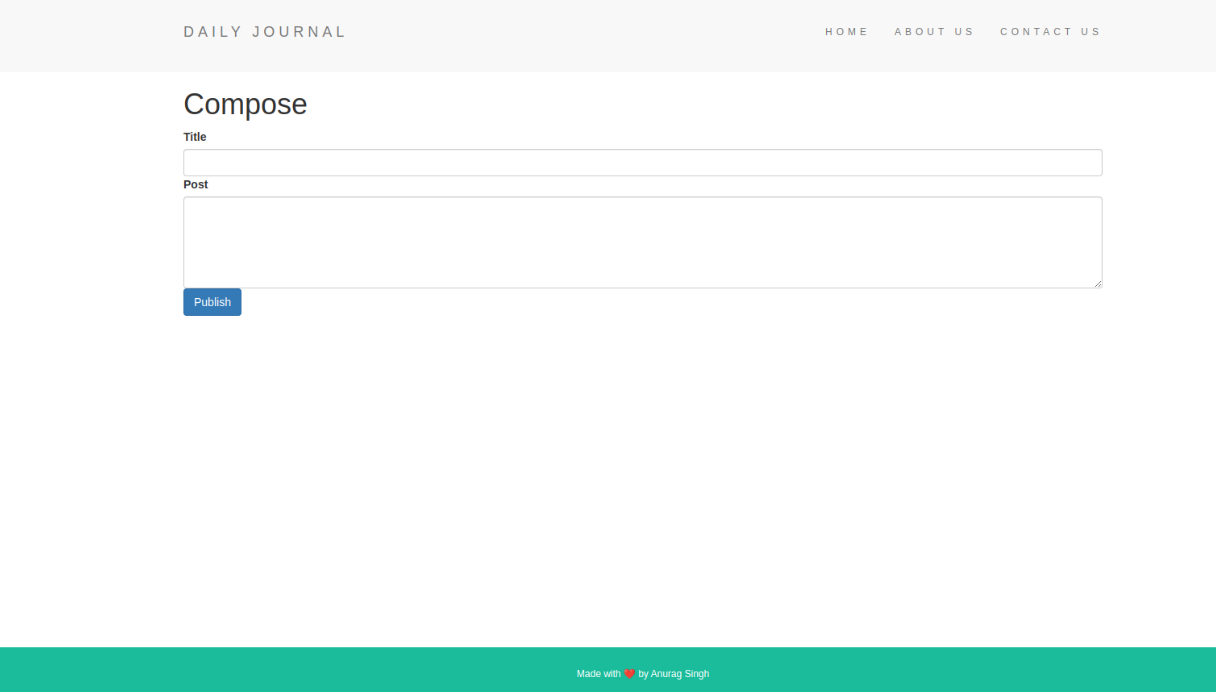 DAILY JOURNAL
HOME ABOUT US CONTACT US
Compose
Title
Post
Publish
Made with ❤️ by Anurag Singh